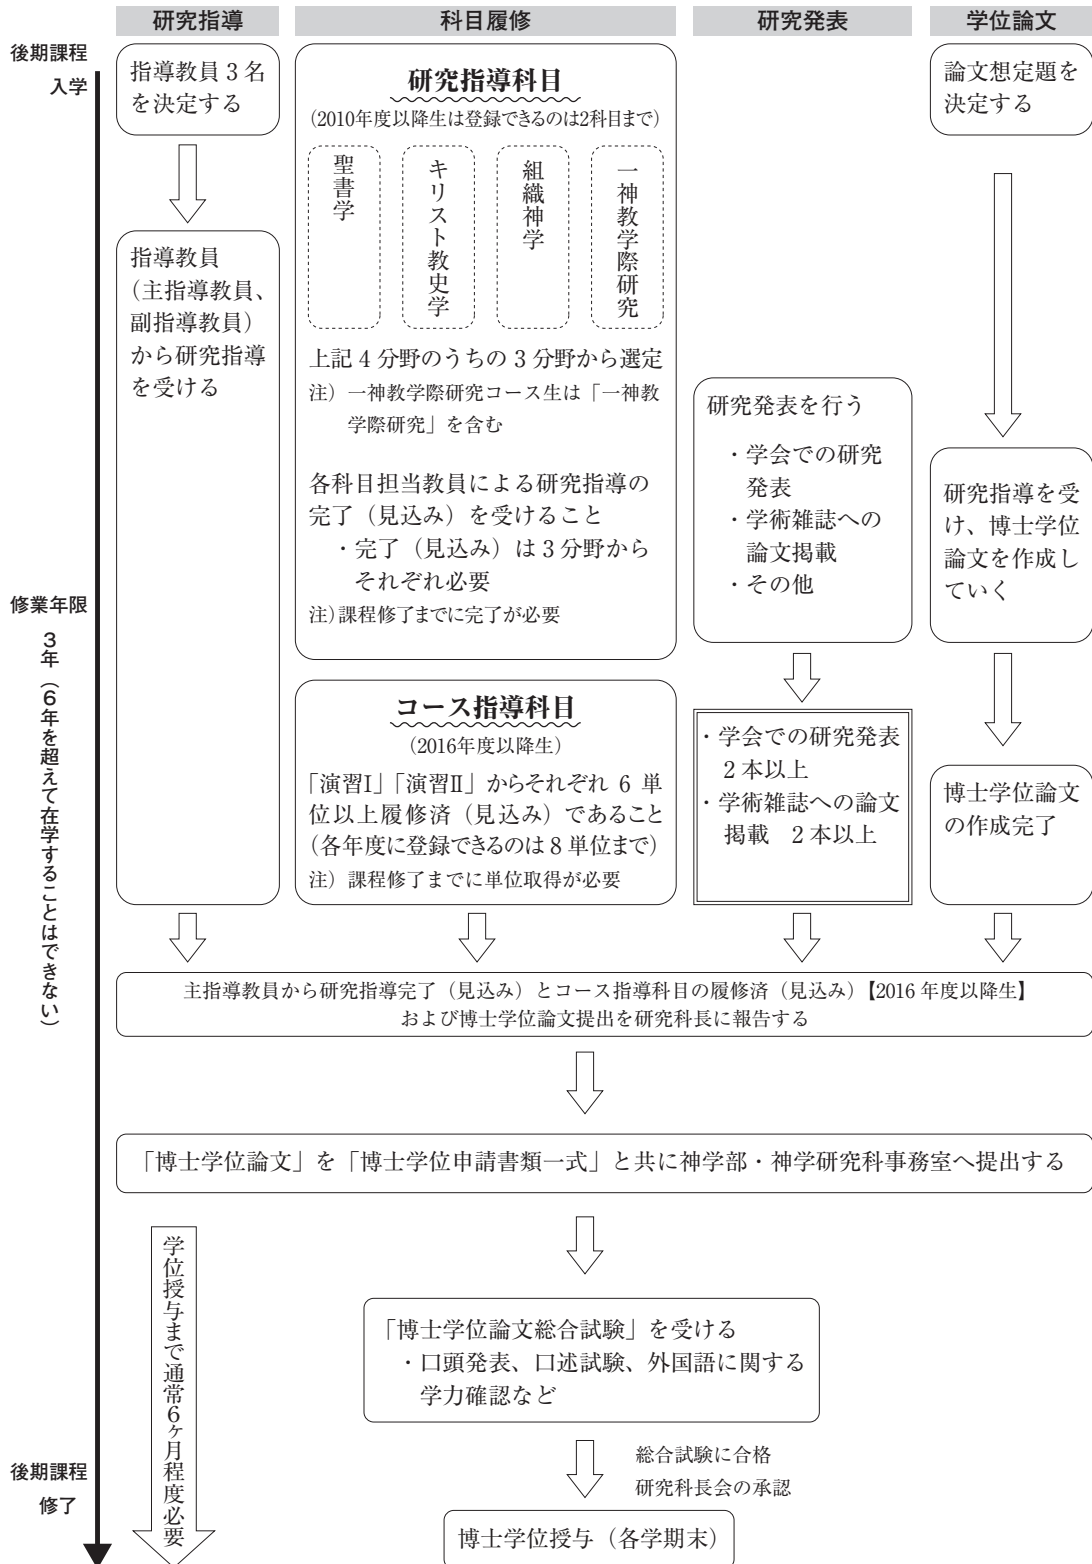 研究指導
科目履修
研究発表
学位論文
後期課程
入学
修業年限
3年（6年を超えて在学することはできない）
後期課程
修了
指導教員3名
を決定する
指導教員
（主指導教員、
副指導教員）
から研究指導
を受ける
研究指導科目
（2010年度以降生は登録できるのは2科目まで）
聖書学
キリスト教史学
組織神学
一神教学際研究
上記4分野のうちの3分野から選定
注）一神教学際研究コース生は「一神教
学際研究」を含む
各科目担当教員による研究指導の
完了（見込み）を受けること
・完了（見込み）は3分野から
それぞれ必要
注）課程修了までに完了が必要
コース指導科目
（2016年度以降生）
「演習Ⅰ」「演習Ⅱ」からそれぞれ 6 単
位以上履修済（見込み）であること
（各年度に登録できるのは8単位まで）
注）課程修了までに単位取得が必要
研究発表を行う
・学会での研究
発表
・学術雑誌への
論文掲載
・その他
・学会での研究発表
2本以上
・学術雑誌への論文
掲載　2本以上
論文想定題を
決定する
研究指導を受
け、博士学位
論文を作成し
ていく
博士学位論文
の作成完了
主指導教員から研究指導完了（見込み）とコース指導科目の履修済（見込み）【2016年度以降生】
および博士学位論文提出を研究科長に報告する
「博士学位論文」を「博士学位申請書類一式」と共に神学部・神学研究科事務室へ提出する
学位授与まで通常6ヶ月程度必要
「博士学位論文総合試験」を受ける
・口頭発表、口述試験、外国語に関する
学力確認など
総合試験に合格
研究科長会の承認
博士学位授与（各学期末）